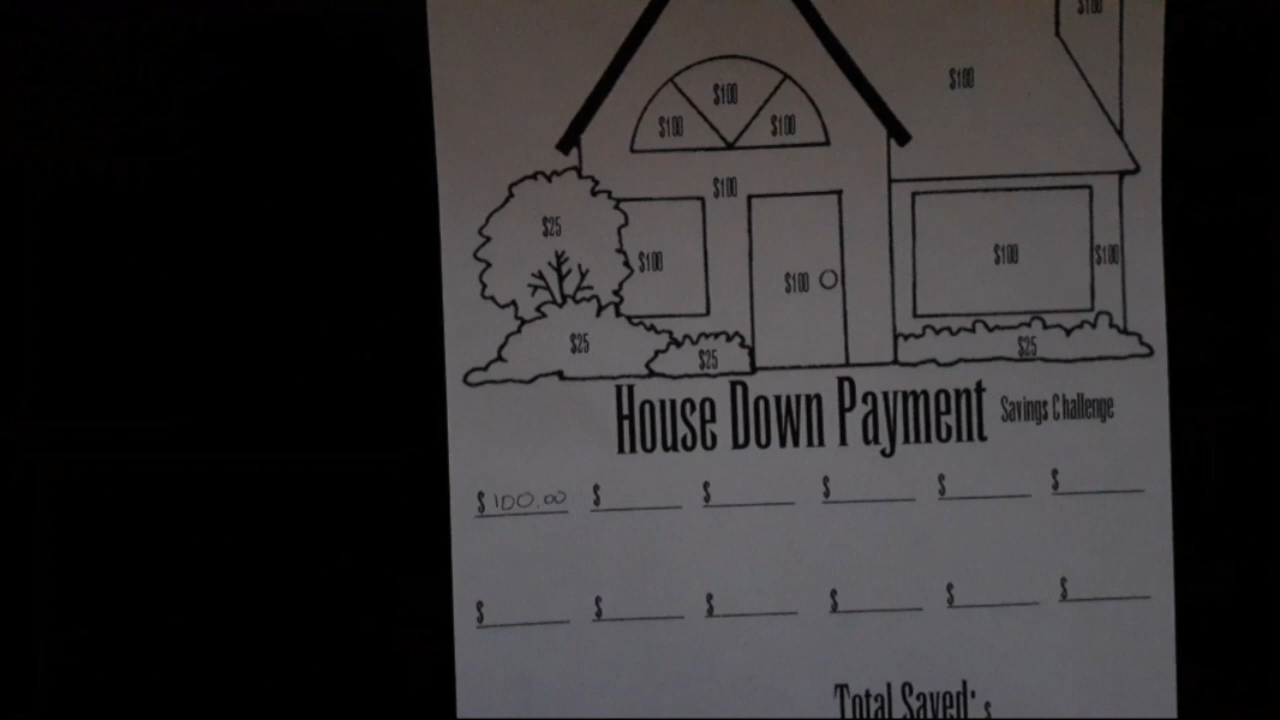 $100
$100
$100
$100 $100
$100
$25 $100 $100 $100
$100
$25 $25 $25
House Down Payment Savings Challenge
$100.00 $ $ $ $ $
$ $ $ $ $ $
Total Saved: $